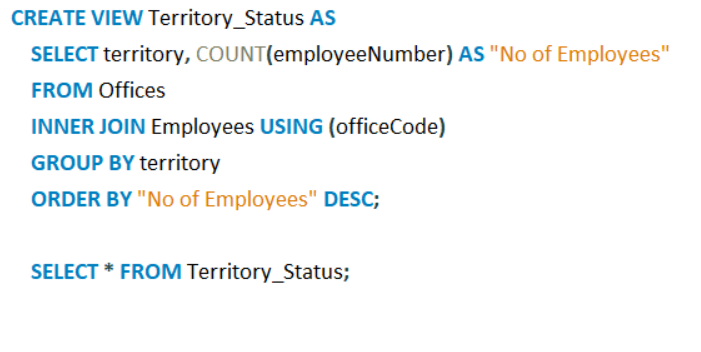 CREATE VIEW Territory_Status AS
SELECT territory, COUNT(employeeNumber) AS "No of Employees"
FROM Offices
INNER JOIN Employees USING (officeCode)
GROUP BY territory
ORDER BY "No of Employees" DESC;
SELECT * FROM Territory_Status;